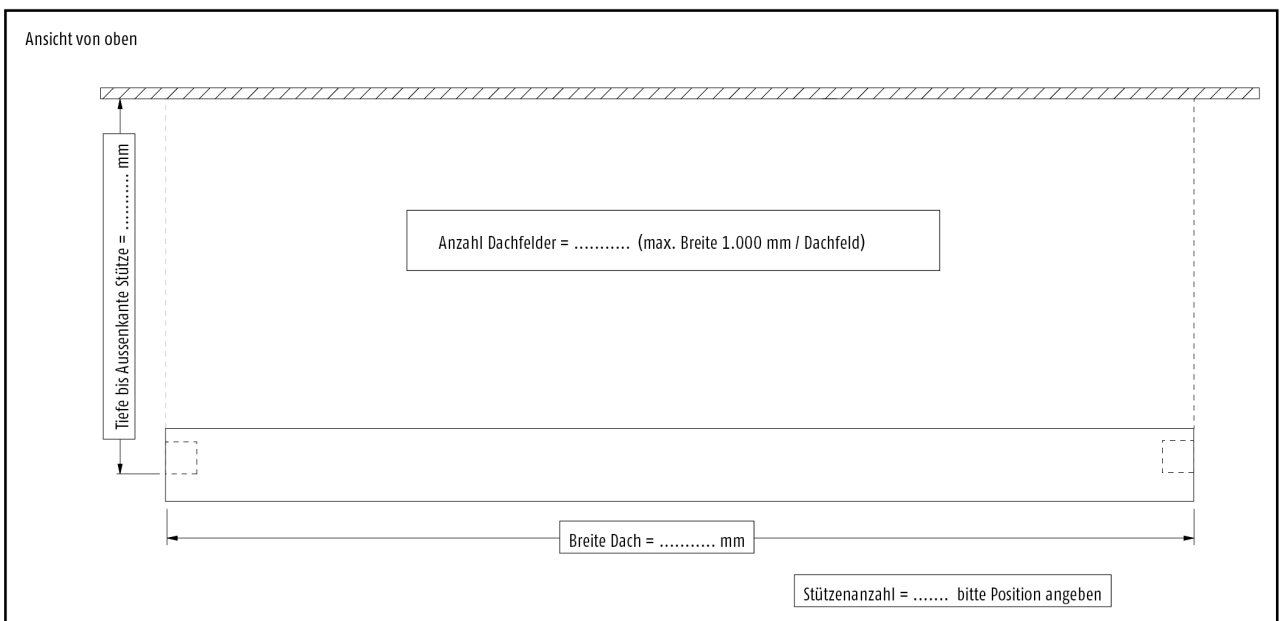 Ansicht von oben
Tiefe bis Aussenkante Stütze = ........... mm
Anzahl Dachfelder = ........... (max. Breite 1.000 mm / Dachfeld)
Breite Dach = ........... mm
Stützenanzahl = ....... bitte Position angeben